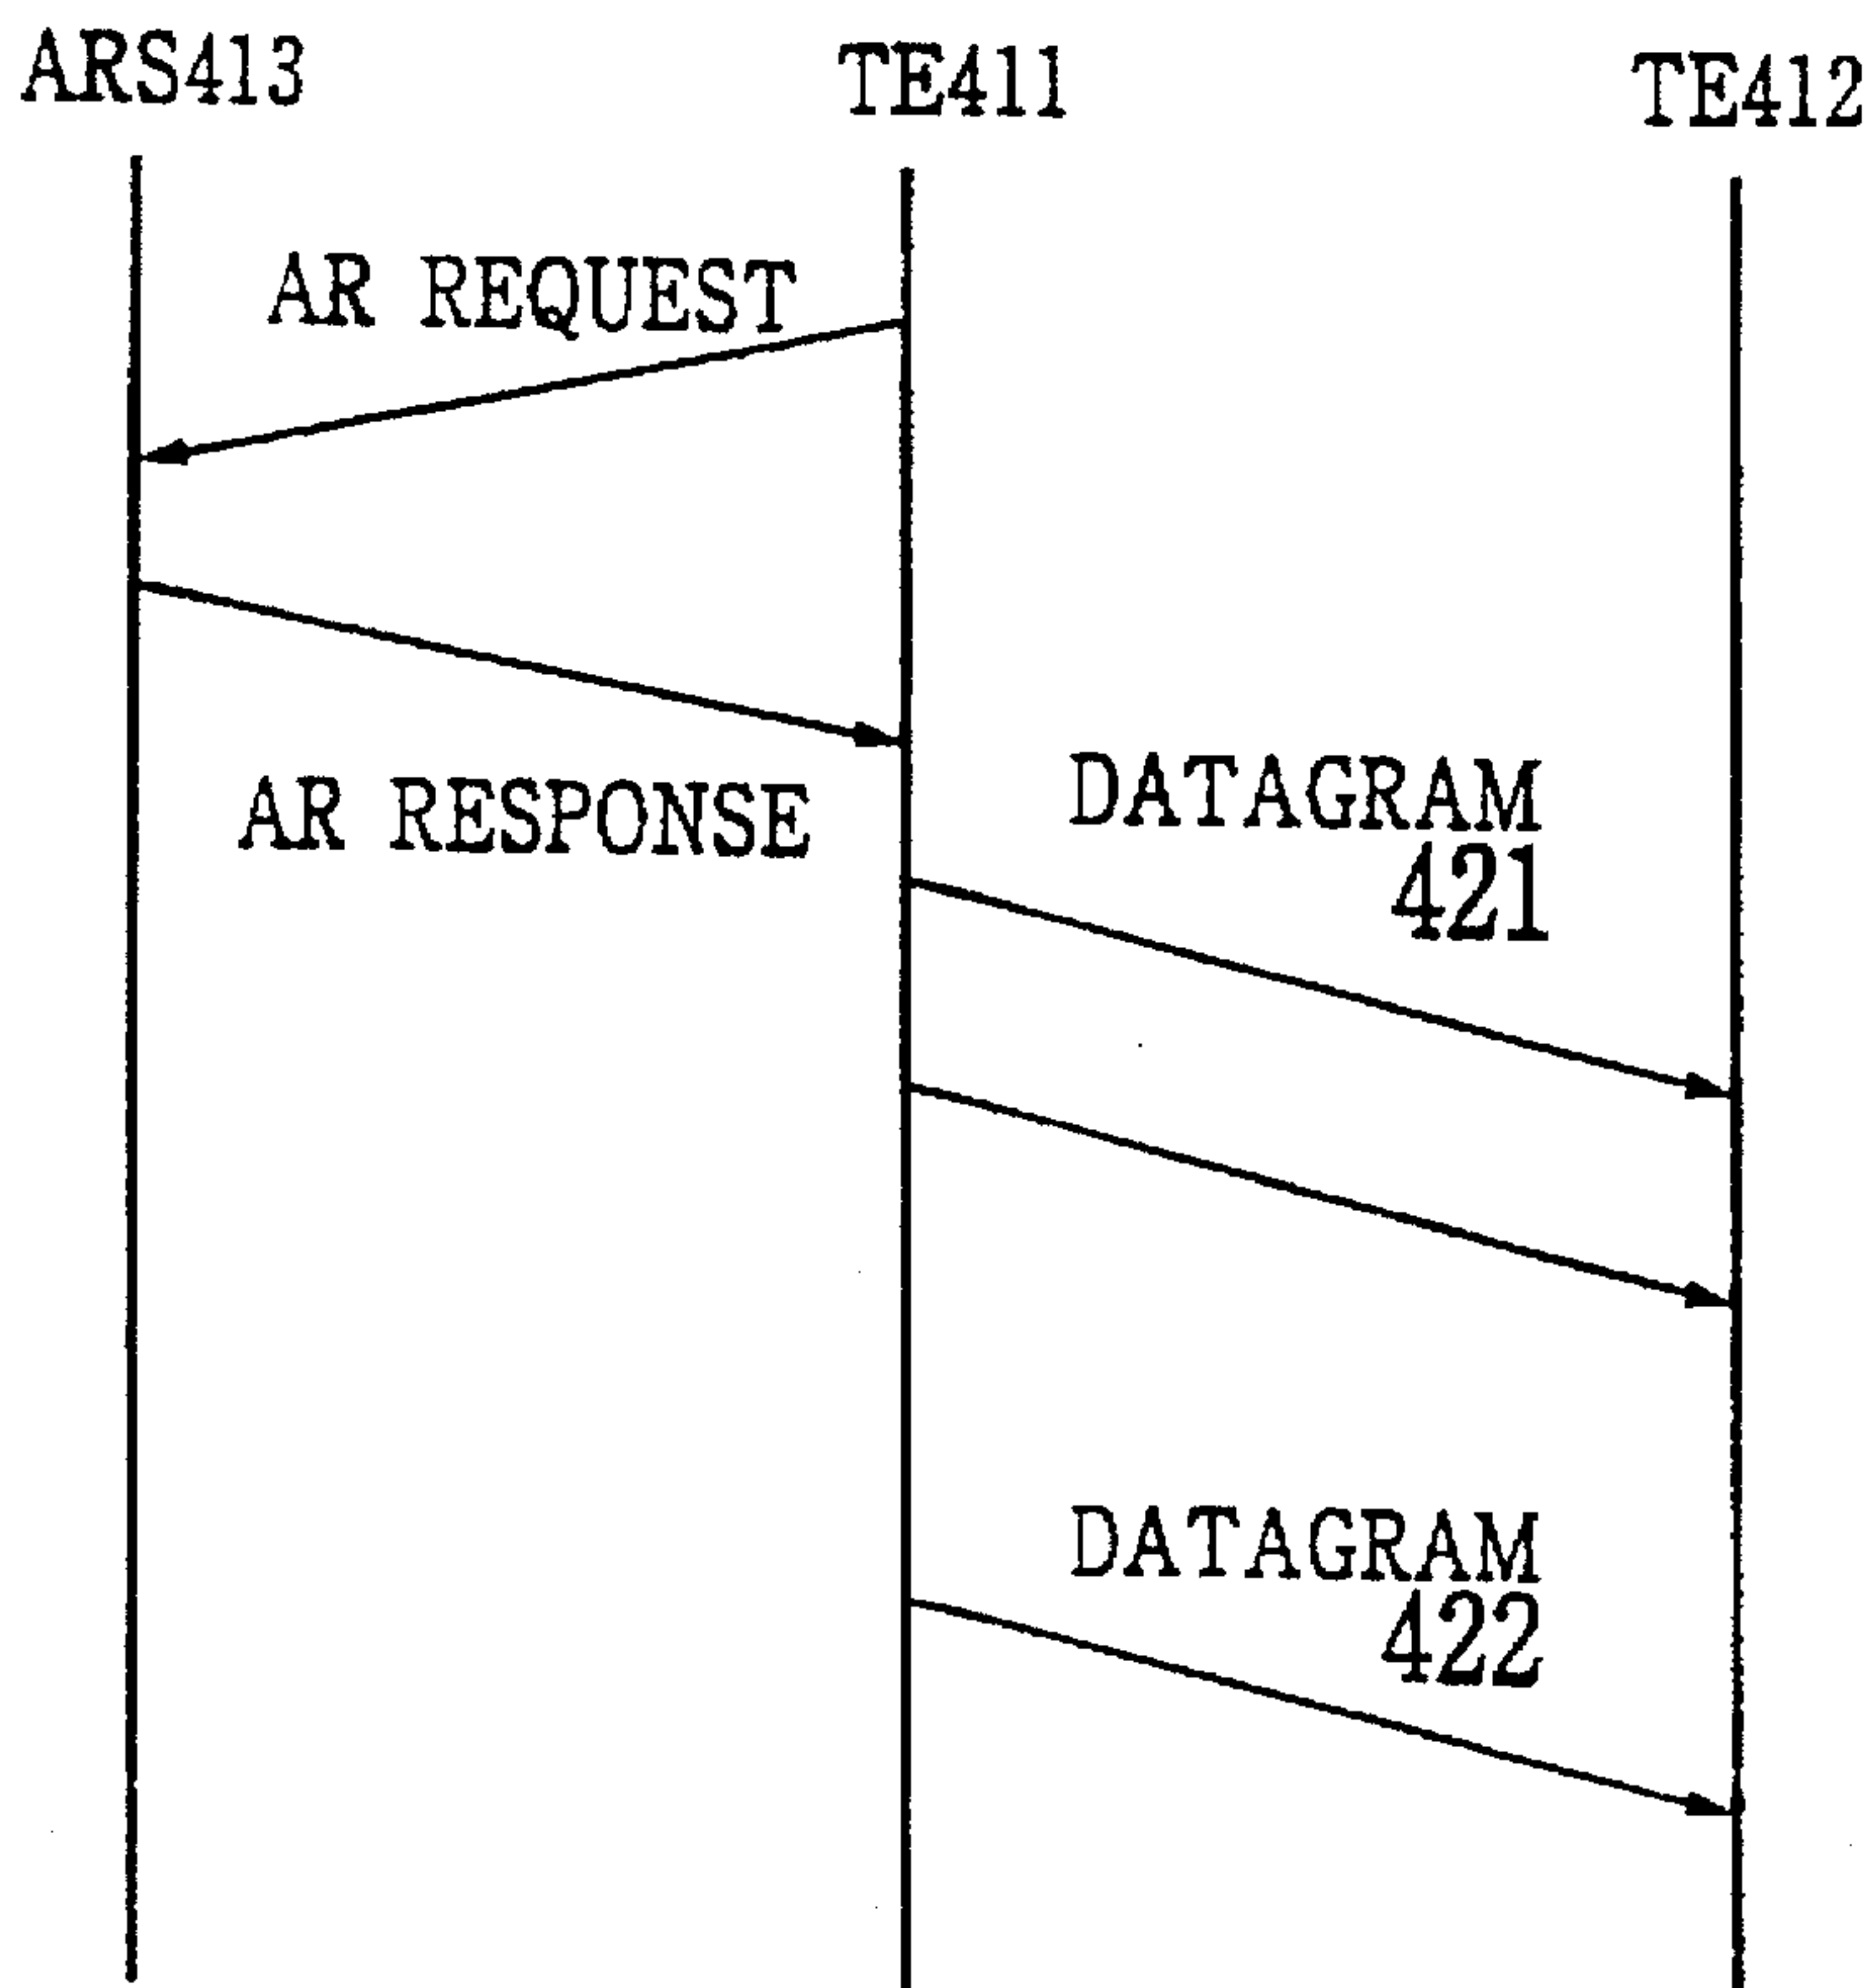 ARS413
TE411
TE412
AR REQUEST
AR RESPONSE
DATAGRAM
421
DATAGRAM
422